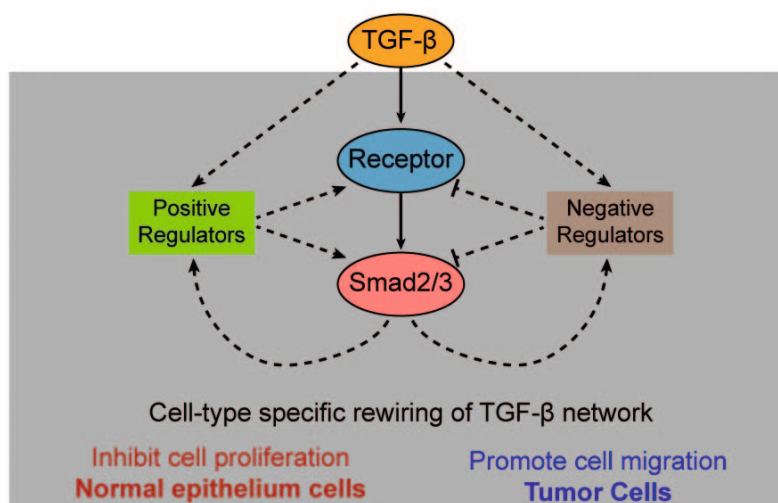 TGF-β
Receptor
Positive
Regulators
Negative
Regulators
Smad2/3
Cell-type specific rewiring of TGF-β network
Inhibit cell proliferation
Normal epithelium cells
Promote cell migration
Tumor Cells